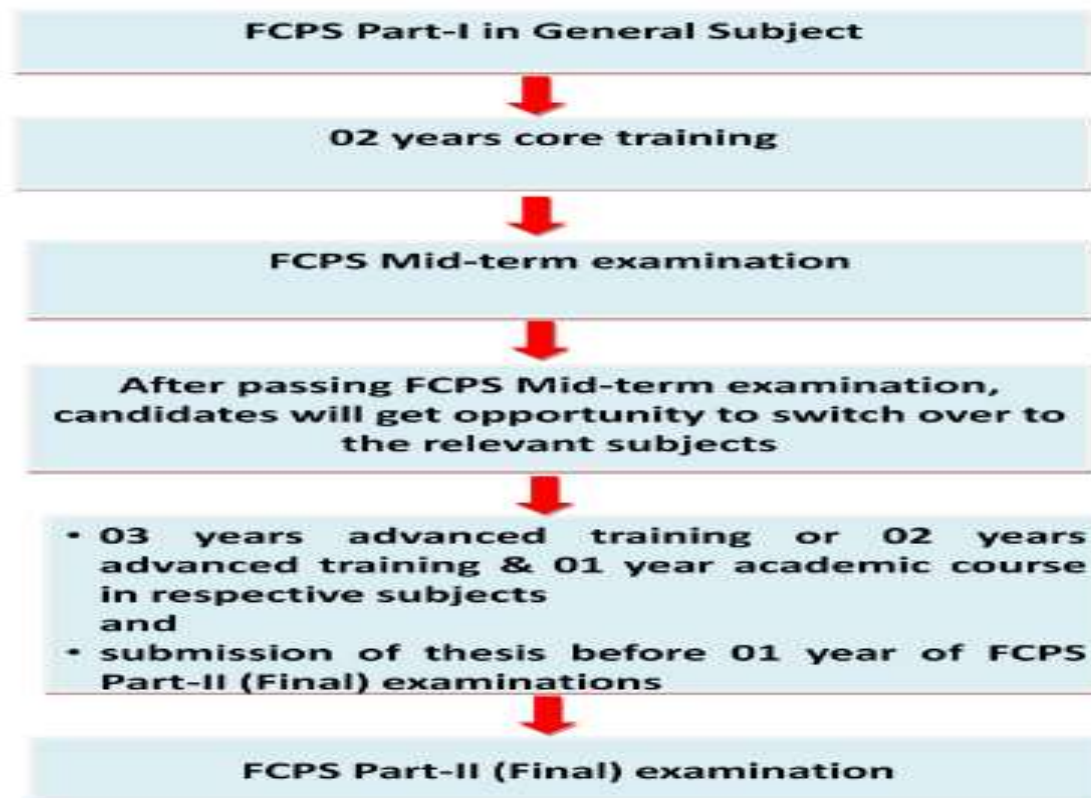 FCPS Part-I in General Subject
02 years core training
FCPS Mid-term examination
After passing FCPS Mid-term examination,
candidates will get opportunity to switch over to
the relevant subjects
• 03 years advanced training or 02 years
advanced training & 01 year academic course
in respective subjects
and
• submission of thesis before 01 year of FCPS
Part-II (Final) examinations
FCPS Part-II (Final) examination